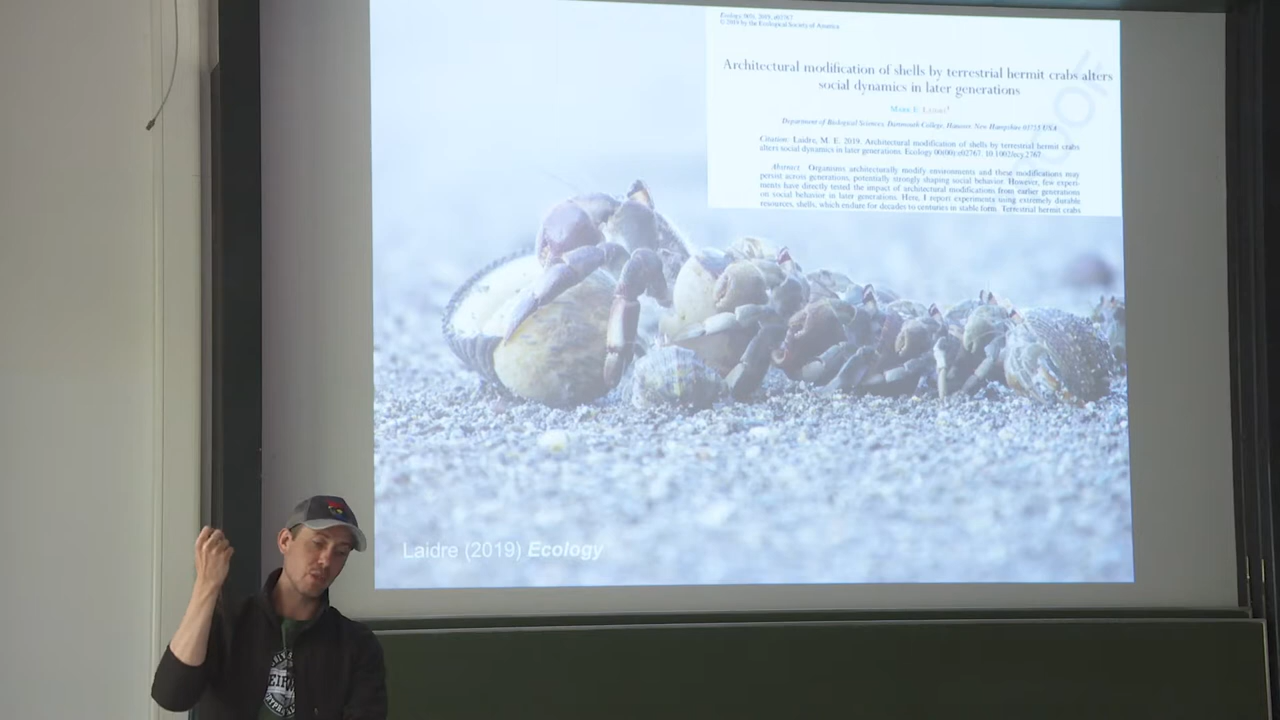 Ecology 00(0), 2019, e02767
© 2019 by the Ecological Society of America
Architectural modification of shells by terrestrial hermit crabs alters
social dynamics in later generations
MARK E. LAIDRE¹
Department of Biological Sciences, Dartmouth College, Hanover, New Hampshire 03755 USA
Citation: Laidre, M. E. 2019. Architectural modification of shells by terrestrial hermit crabs
alters social dynamics in later generations. Ecology 00(00):e02767. 10.1002/ecy.2767
Abstract. Organisms architecturally modify environments and these modifications may
persist across generations, potentially strongly shaping social behavior. However, few experi-
ments have directly tested the impact of architectural modifications from earlier generations
on social behavior in later generations. Here, I report experiments using extremely durable
resources, shells, which endure for decades to centuries in stable form. Terrestrial hermit crabs
Laidre (2019) Ecology